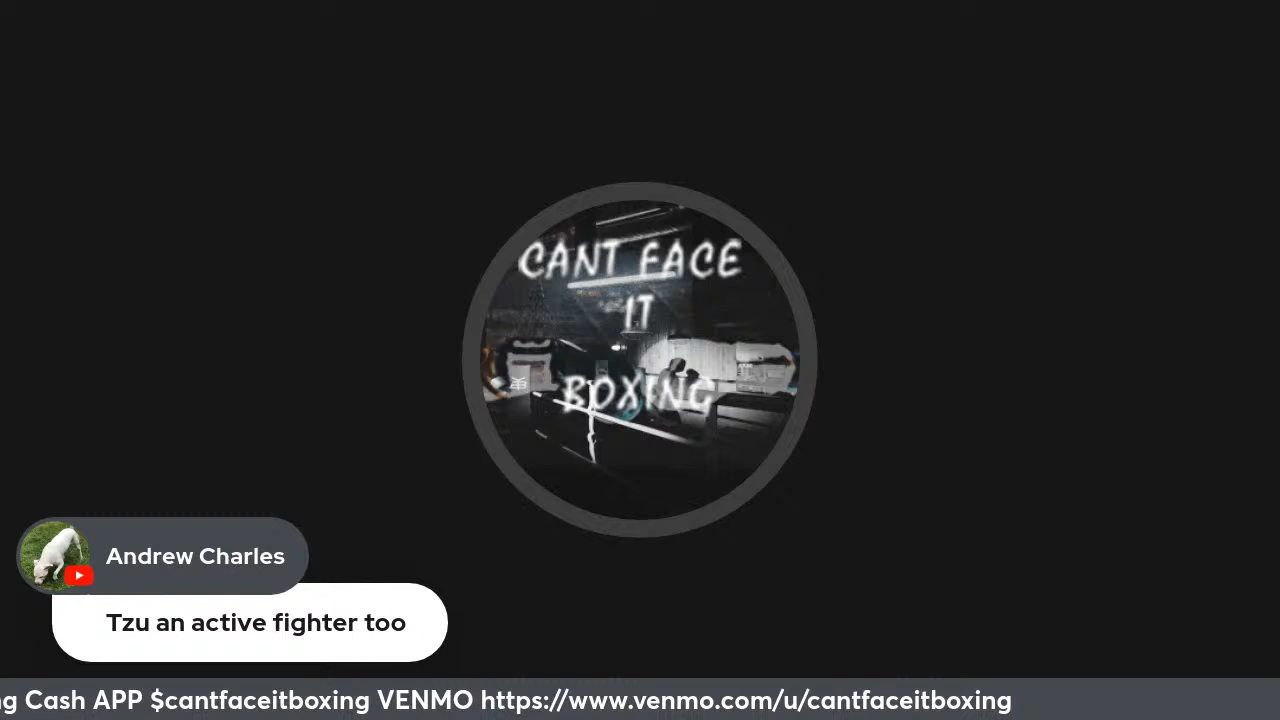 CANT FACE
IT
BOXING
Andrew Charles
Tzu an active fighter too
g Cash APP $cantfaceitboxing VENMO https://www.venmo.com/u/cantfaceitboxing